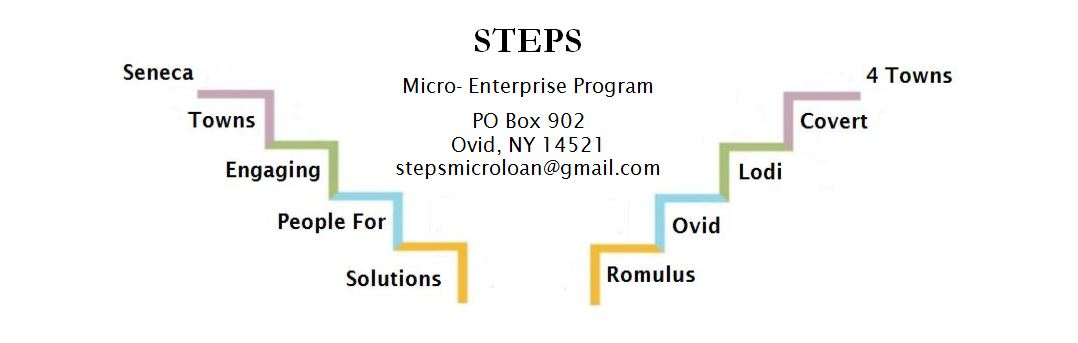 STEPS
Micro- Enterprise Program
PO Box 902
Ovid, NY 14521
stepsmicroloan@gmail.com
Seneca
Towns
Engaging
People For
Solutions
4 Towns
Covert
Lodi
Ovid
Romulus